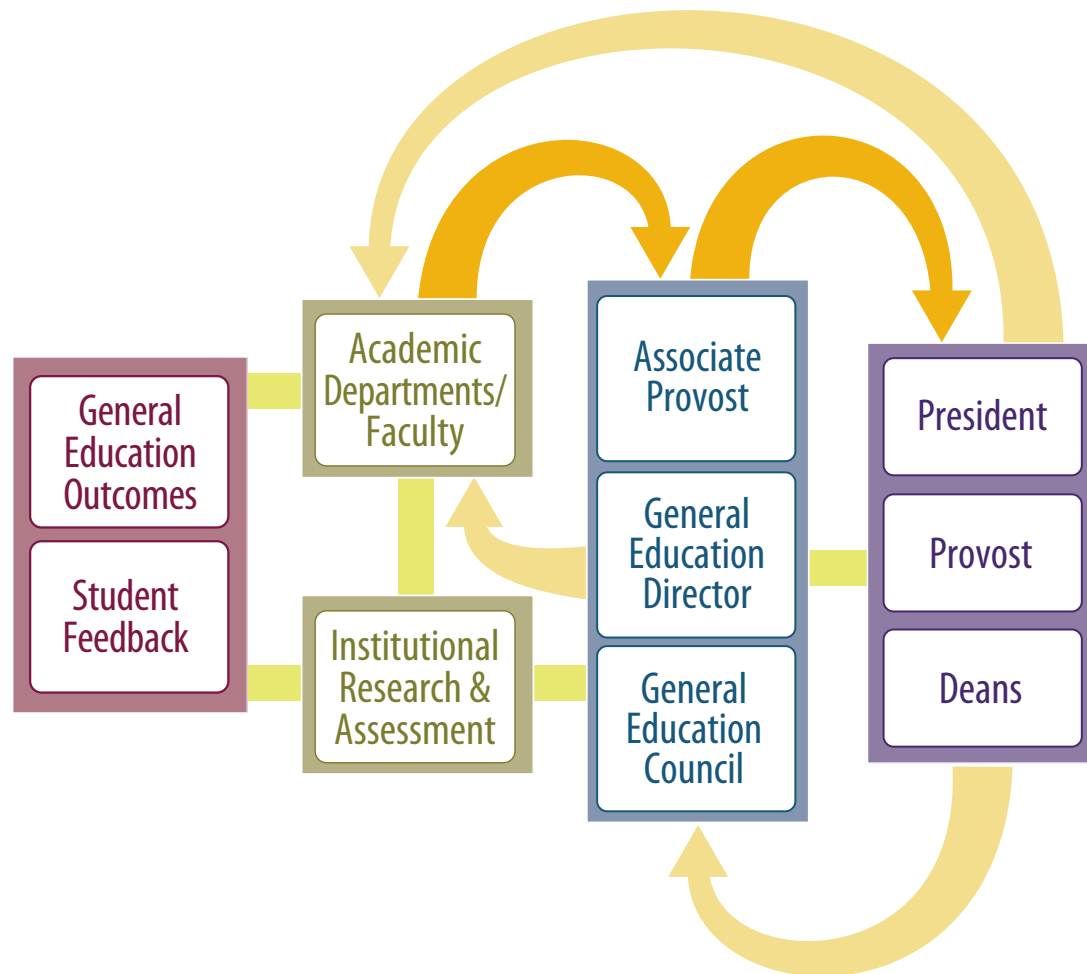 General
Education
Outcomes
Student
Feedback
Academic
Departments/
Faculty
Institutional
Research &
Assessment
Associate
Provost
General
Education
Director
General
Education
Council
President
Provost
Deans